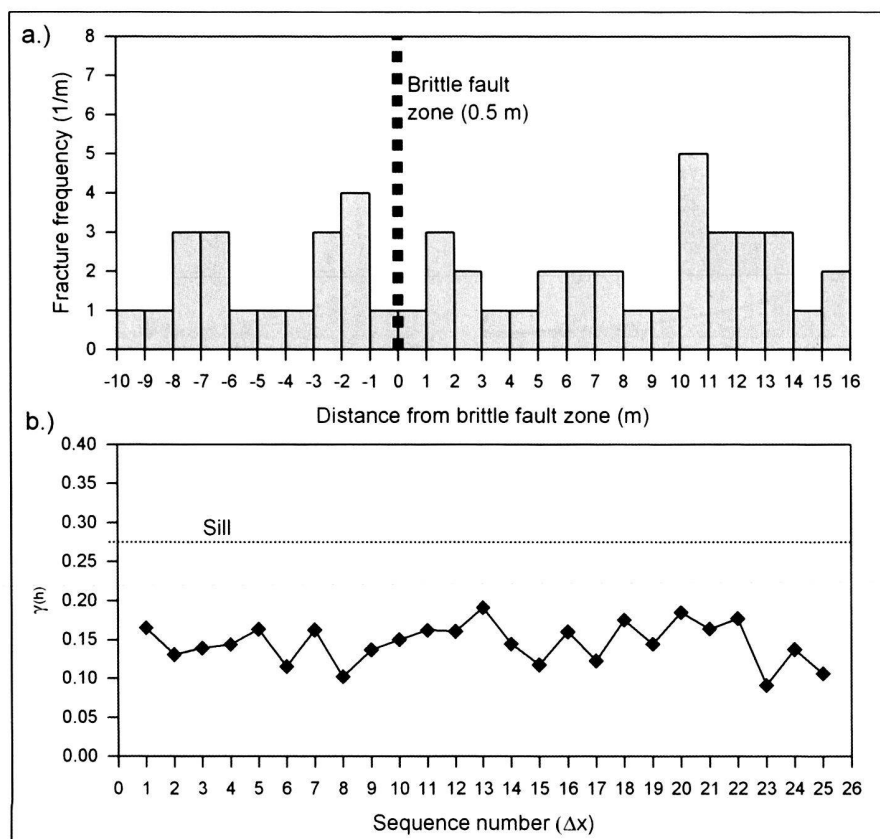 a.)
Fracture frequency (1/m)
8
7
6
5
4
3
2
1
0
Brittle fault
zone (0.5 m)
-10 -9 -8 -7 -6 -5 -4 -3 -2 -1 0 1 2 3 4 5 6 7 8 9 10 11 12 13 14 15 16
Distance from brittle fault zone (m)
b.)
γ(h)
0.40
0.35
0.30
0.25
0.20
0.15
0.10
0.05
0.00
Sill
0 1 2 3 4 5 6 7 8 9 10 11 12 13 14 15 16 17 18 19 20 21 22 23 24 25 26
Sequence number (Δx)